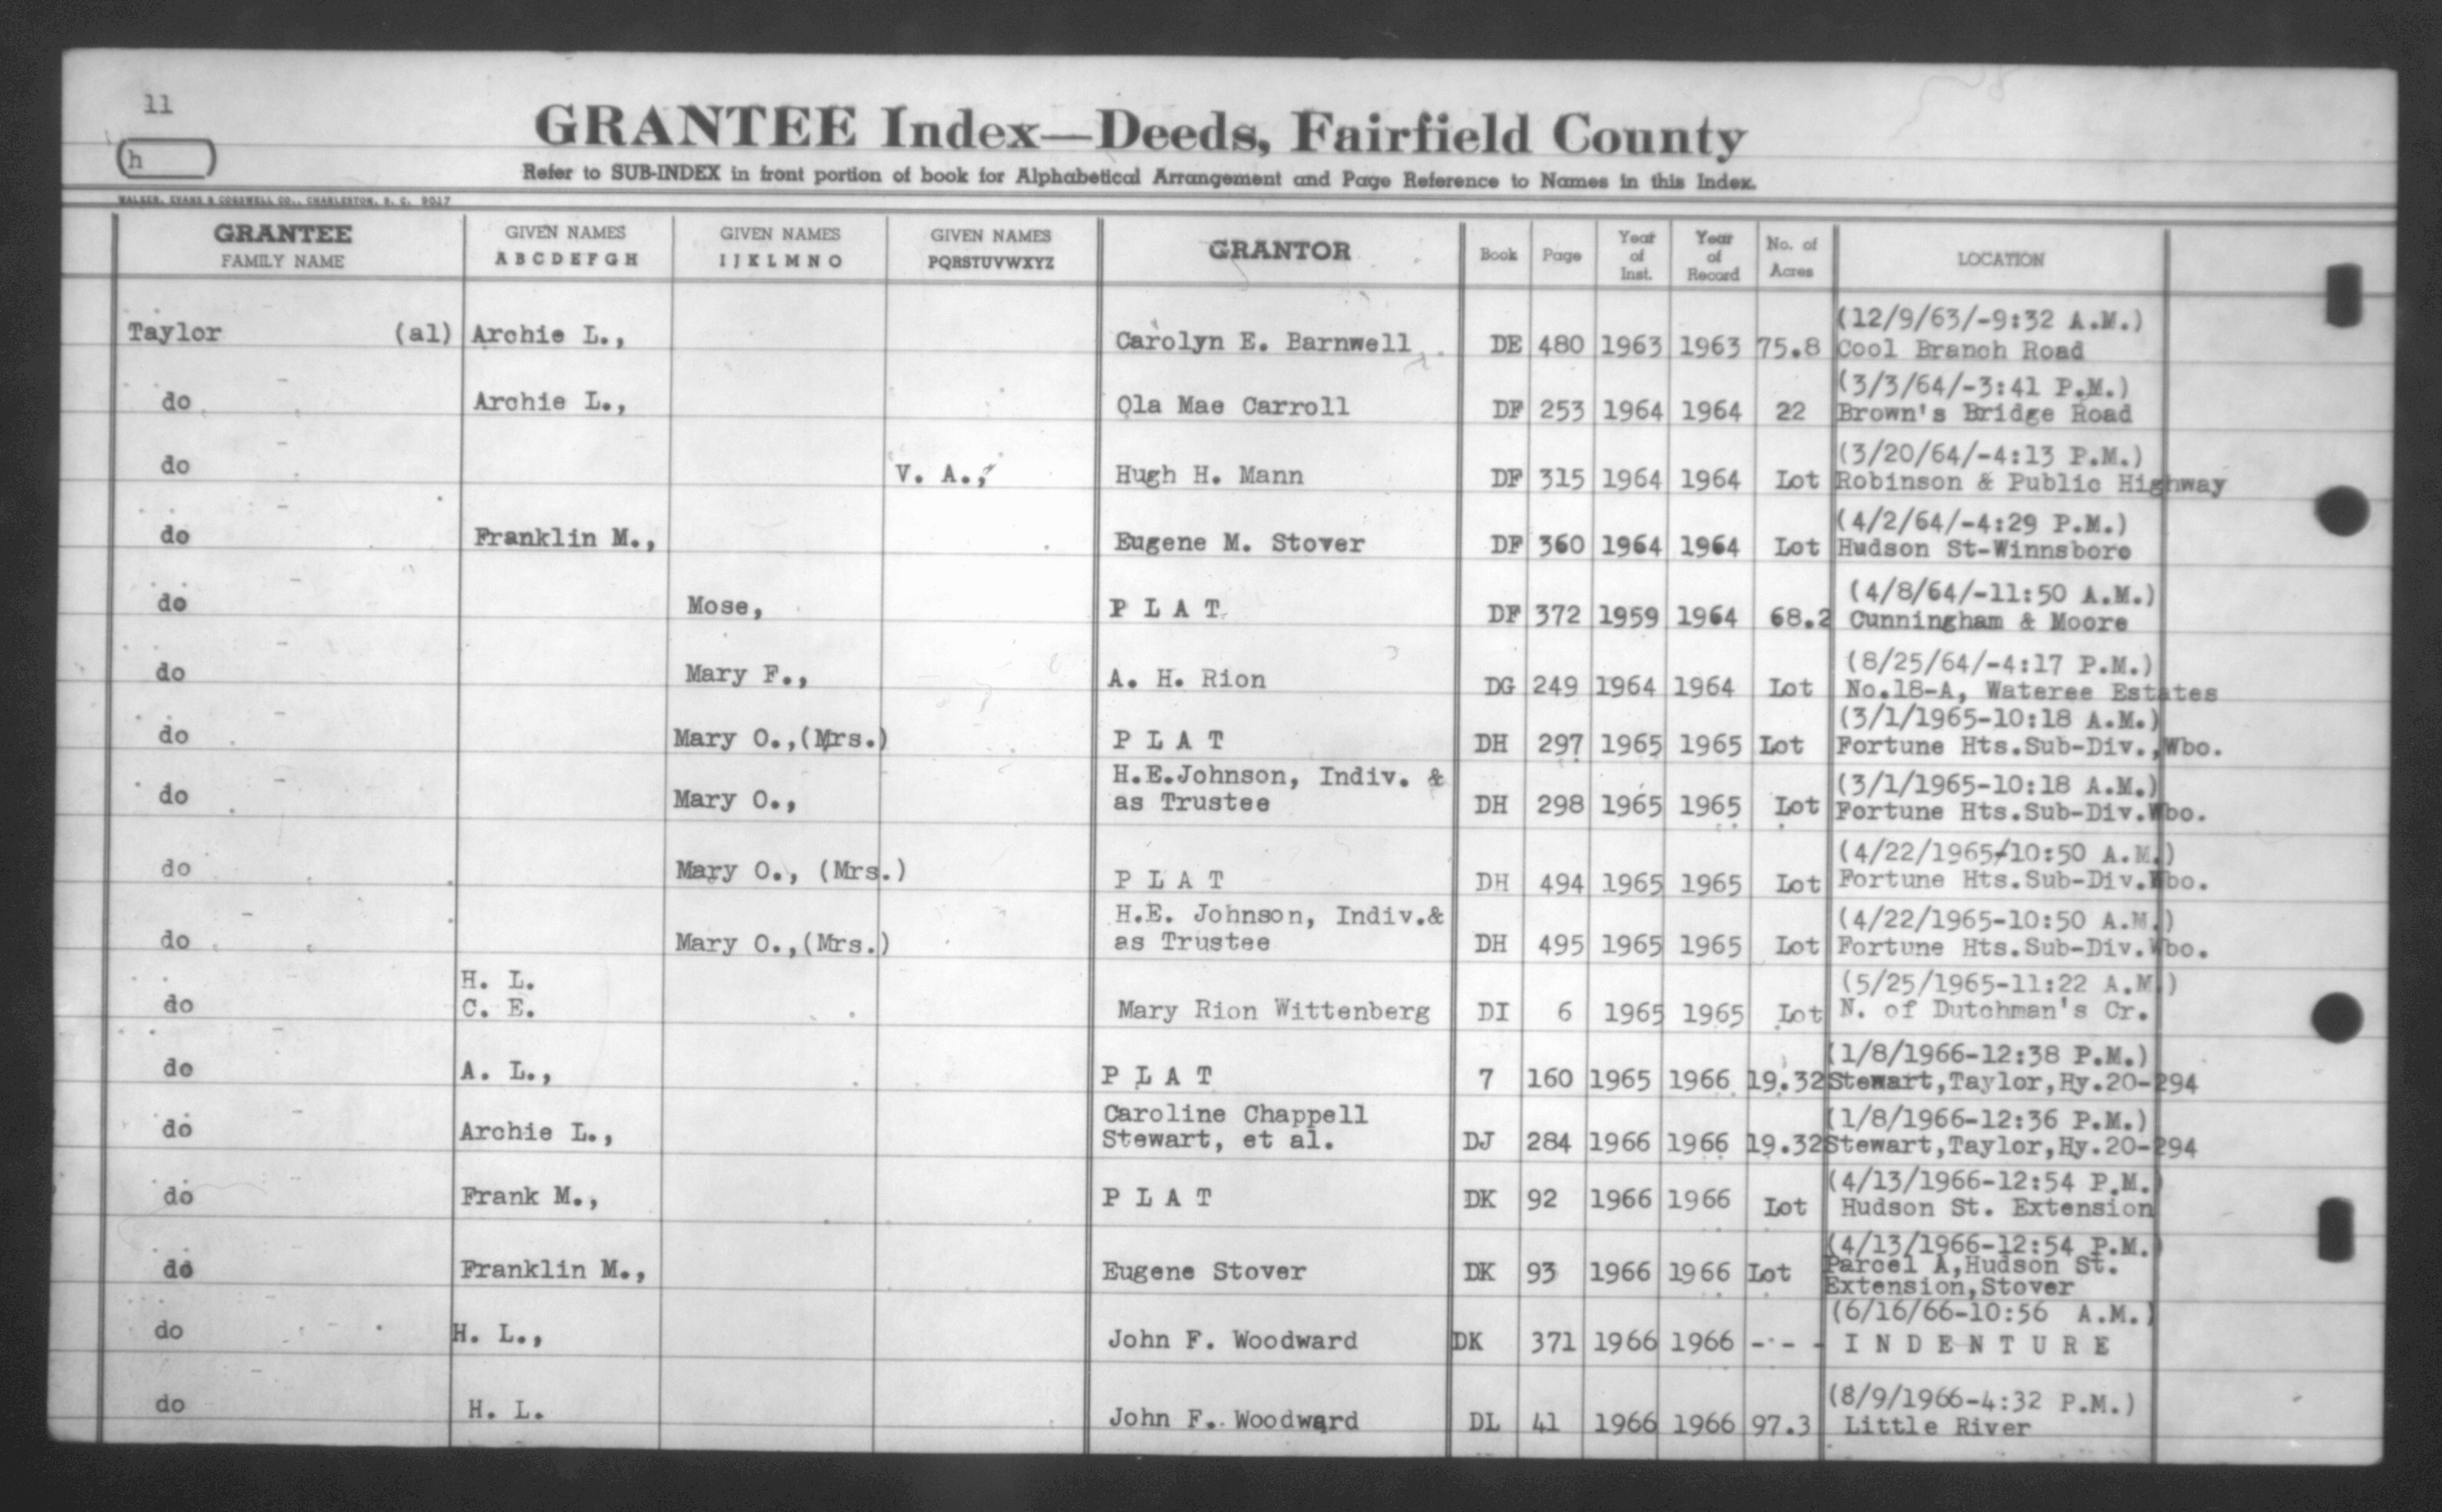 11
(h )
GRANTEE Index—Deeds, Fairfield County
Refer to SUB-INDEX in front portion of book for Alphabetical Arrangement and Page Reference to Names in this Index.
WALKER, EVANS & COGSWELL CO., CHARLESTON, S. C. 9017
GRANTEE FAMILY NAME GIVEN NAMES ABCDEFGH GIVEN NAMES IJKLMNO GIVEN NAMES PQRSTUVWXYZ GRANTOR Book Page Year of Inst. Year of Record No. of Acres LOCATION
(12/9/63/-9:32 A.M.)
Taylor (al) Archie L., Carolyn E. Barnwell DE 480 1963 1963 75.8 Cool Branch Road
(3/3/64/-3:41 P.M.)
do Archie L., Ola Mae Carroll DF 253 1964 1964 22 Brown's Bridge Road
(3/20/64/-4:13 P.M.)
do V. A., Hugh H. Mann DF 315 1964 1964 Lot Robinson & Public Highway
(4/2/64/-4:29 P.M.)
do Franklin M., Eugene M. Stover DF 360 1964 1964 Lot Hudson St-Winnsboro
(4/8/64/-11:50 A.M.)
do Mose, P L A T DF 372 1959 1964 68.2 Cunningham & Moore
(8/25/64/-4:17 P.M.)
do Mary F., A. H. Rion DG 249 1964 1964 Lot No.18-A, Wateree Estates
(3/1/1965-10:18 A.M.)
do Mary O.,(Mrs.) P L A T DH 297 1965 1965 Lot Fortune Hts.Sub-Div.,Wbo.
H.E.Johnson, Indiv. & (3/1/1965-10:18 A.M.)
do Mary O., as Trustee DH 298 1965 1965 Lot Fortune Hts.Sub-Div.Wbo.
(4/22/1965-10:50 A.M.)
do Mary O., (Mrs.) P L A T DH 494 1965 1965 Lot Fortune Hts.Sub-Div.Wbo.
H.E. Johnson, Indiv.& (4/22/1965-10:50 A.M.)
do Mary O.,(Mrs.) as Trustee DH 495 1965 1965 Lot Fortune Hts.Sub-Div.Wbo.
H. L. (5/25/1965-11:22 A.M.)
do C. E. Mary Rion Wittenberg DI 6 1965 1965 Lot N. of Dutchman's Cr.
(1/8/1966-12:38 P.M.)
do A. L., P L A T 7 160 1965 1966 19.32 Stewart,Taylor,Hy.20-294
Caroline Chappell (1/8/1966-12:36 P.M.)
do Archie L., Stewart, et al. DJ 284 1966 1966 19.32 Stewart,Taylor,Hy.20-294
(4/13/1966-12:54 P.M.)
do Frank M., P L A T DK 92 1966 1966 Lot Hudson St. Extension
(4/13/1966-12:54 P.M.)
do Franklin M., Eugene Stover DK 93 1966 1966 Lot Parcel A,Hudson St.
Extension,Stover
(6/16/66-10:56 A.M.)
do H. L., John F. Woodward DK 371 1966 1966 - - - I N D E N T U R E
(8/9/1966-4:32 P.M.)
do H. L. John F. Woodward DL 41 1966 1966 97.3 Little River